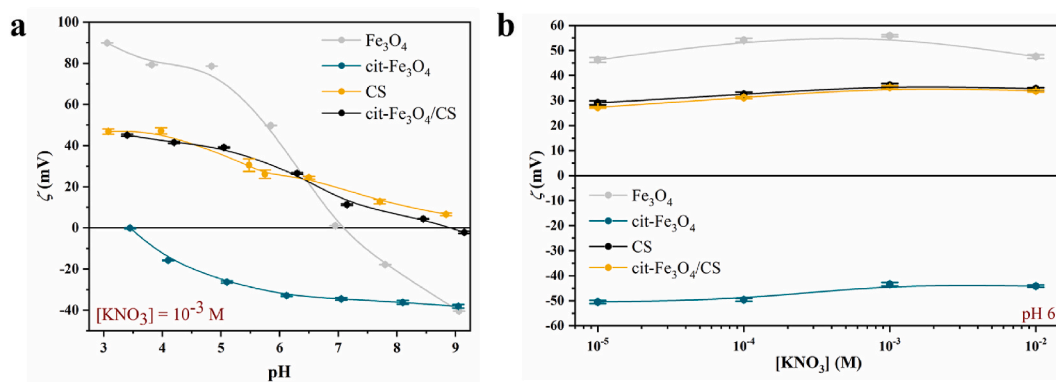 a
ζ (mV)
100
80
60
40
20
0
-20
-40
Fe₃O₄
cit-Fe₃O₄
CS
cit-Fe₃O₄/CS
[KNO₃] = 10⁻³ M
3 4 5 6 7 8 9
pH
b
ζ (mV)
60
50
40
30
20
10
0
-10
-20
-30
-40
-50
-60
Fe₃O₄
cit-Fe₃O₄
CS
cit-Fe₃O₄/CS
pH 6
10⁻⁵ 10⁻⁴ 10⁻³ 10⁻²
[KNO₃] (M)